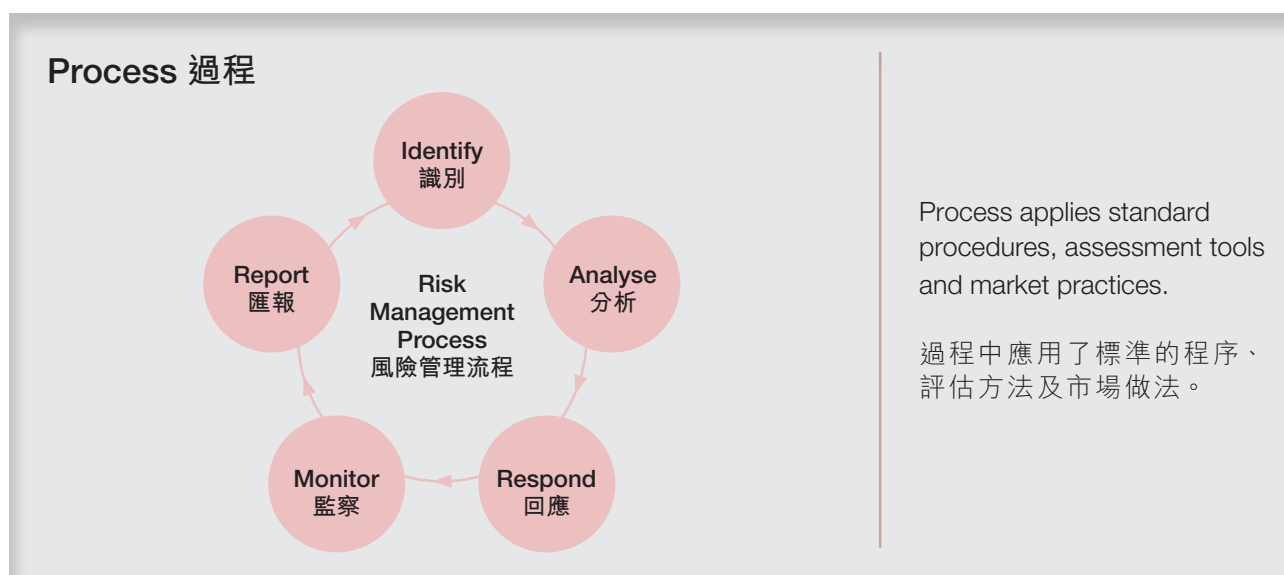 Process 過程
Identify
識別
Analyse
分析
Respond
回應
Monitor
監察
Report
匯報
Risk
Management
Process
風險管理流程
Process applies standard
procedures, assessment tools
and market practices.
過程中應用了標準的程序、
評估方法及市場做法。